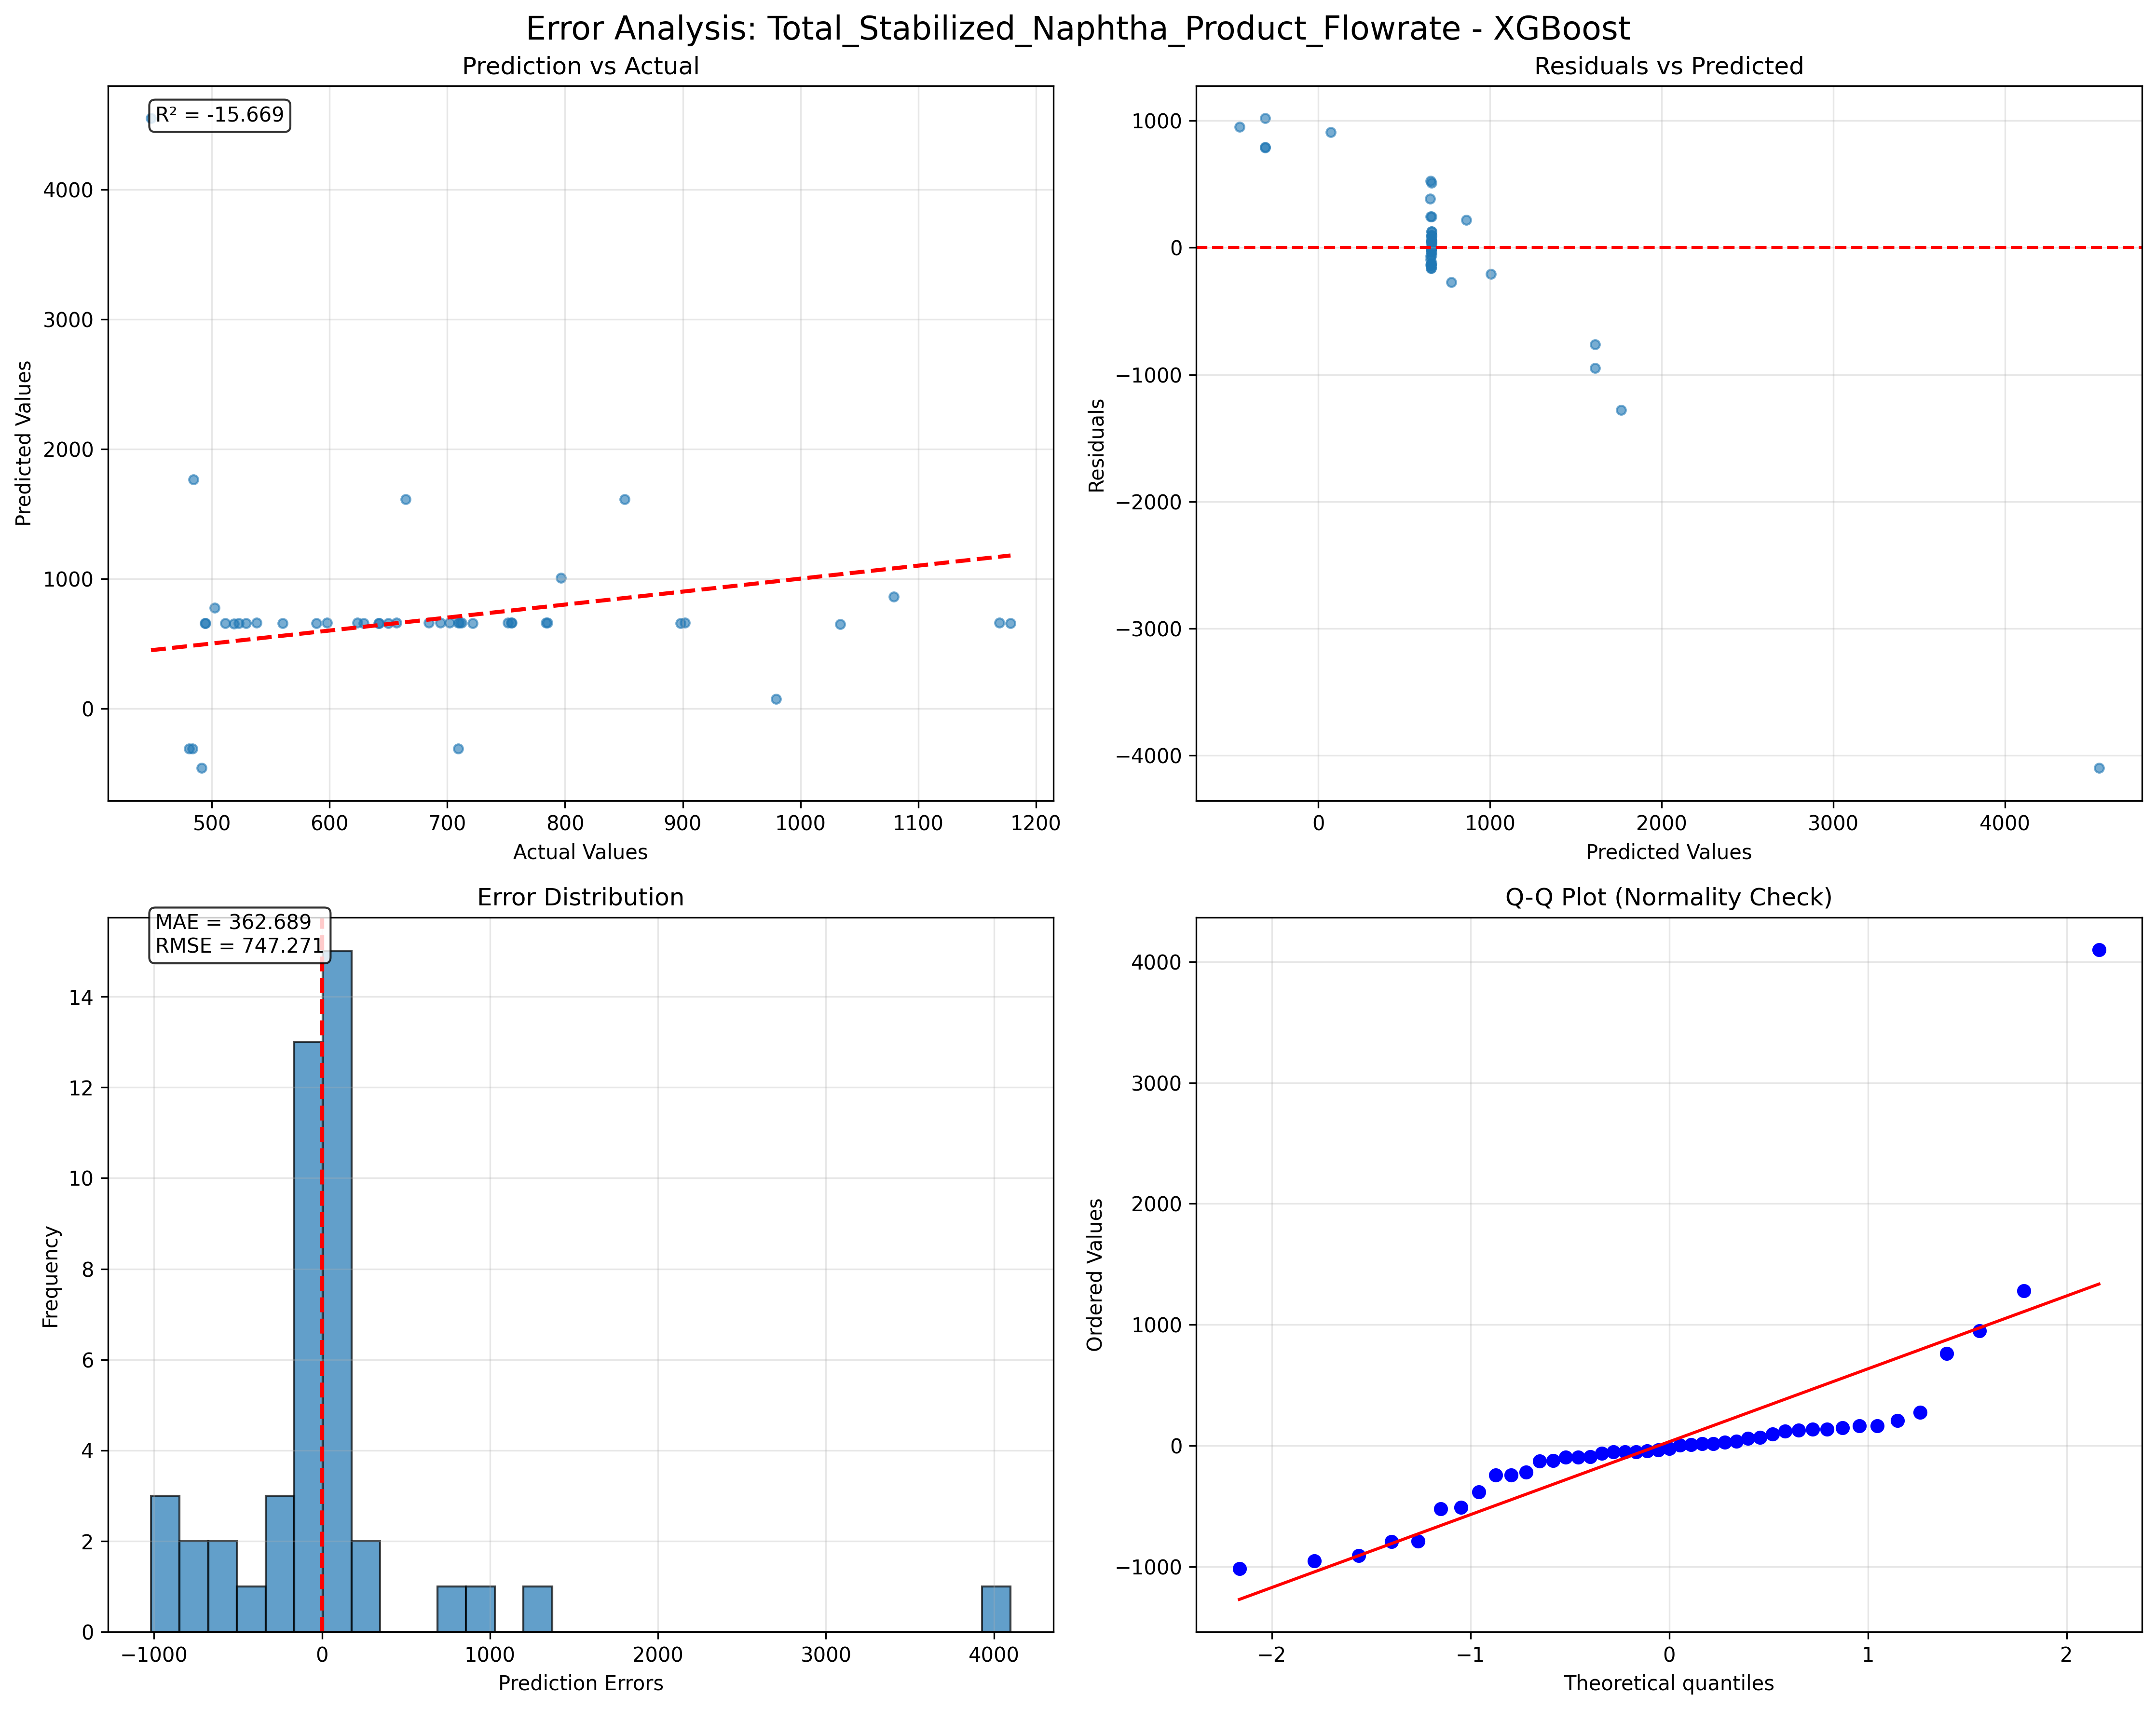 Error Analysis: Total_Stabilized_Naphtha_Product_Flowrate - XGBoost
Prediction vs Actual
R² = -15.669
4000
3000
2000
1000
0
Predicted Values
500 600 700 800 900 1000 1100 1200
Actual Values
Residuals vs Predicted
1000
0
−1000
−2000
−3000
−4000
Residuals
0 1000 2000 3000 4000
Predicted Values
Error Distribution
MAE = 362.689
RMSE = 747.271
14
12
10
8
6
4
2
0
Frequency
−1000 0 1000 2000 3000 4000
Prediction Errors
Q-Q Plot (Normality Check)
4000
3000
2000
1000
0
−1000
Ordered Values
−2 −1 0 1 2
Theoretical quantiles